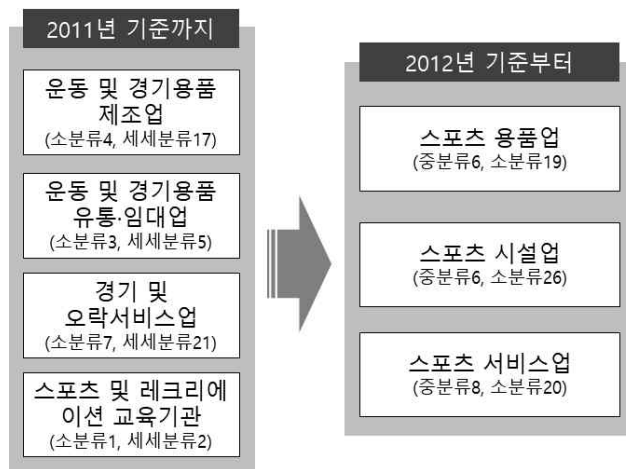 2011년 기준까지
운동 및 경기용품
제조업
(소분류4, 세세분류17)
운동 및 경기용품
유통·임대업
(소분류3, 세세분류5)
경기 및
오락서비스업
(소분류7, 세세분류21)
스포츠 및 레크리에
이션 교육기관
(소분류1, 세세분류2)
2012년 기준부터
스포츠 용품업
(중분류6, 소분류19)
스포츠 시설업
(중분류6, 소분류26)
스포츠 서비스업
(중분류8, 소분류20)